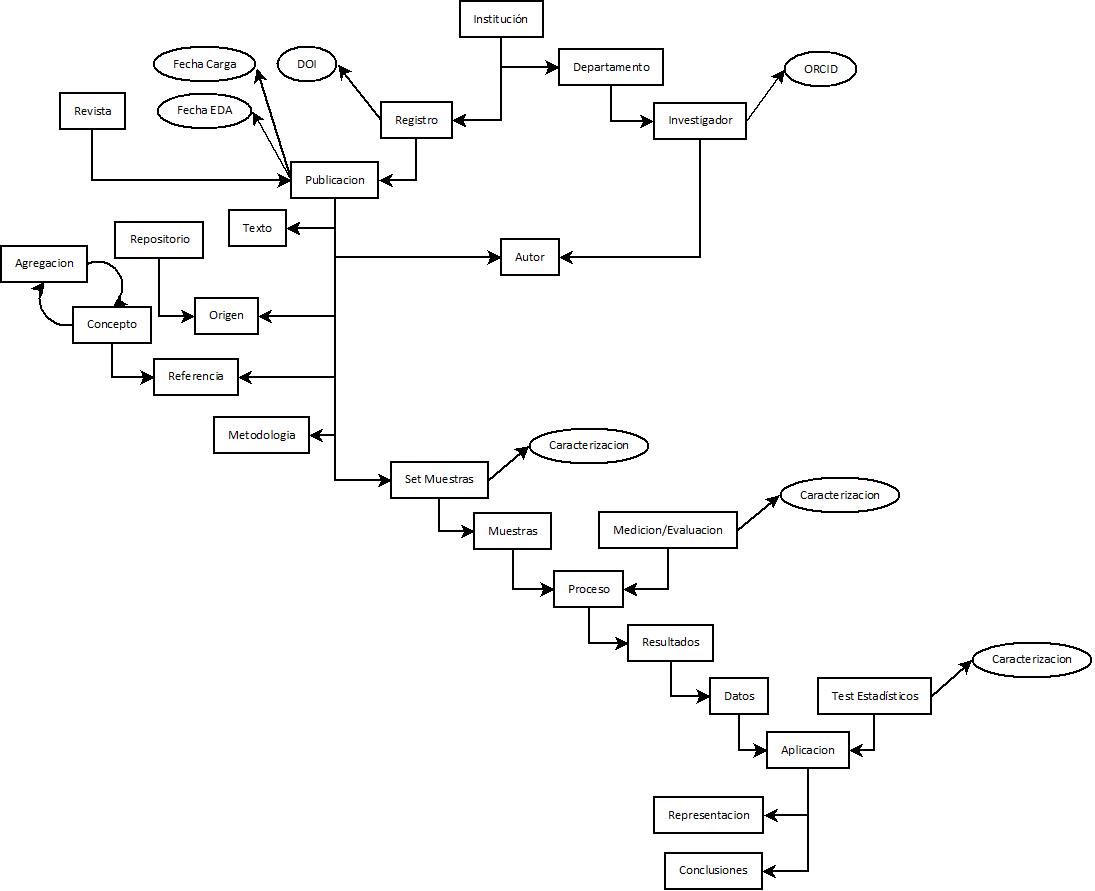 Institución
Fecha Carga
DOI
Departamento
ORCID
Revista
Fecha EDA
Registro
Investigador
Publicacion
Texto
Repositorio
Autor
Agregacion
Origen
Concepto
Referencia
Metodologia
Caracterizacion
Set Muestras
Caracterizacion
Muestras
Medicion/Evaluacion
Proceso
Resultados
Caracterizacion
Datos
Test Estadísticos
Aplicacion
Representacion
Conclusiones